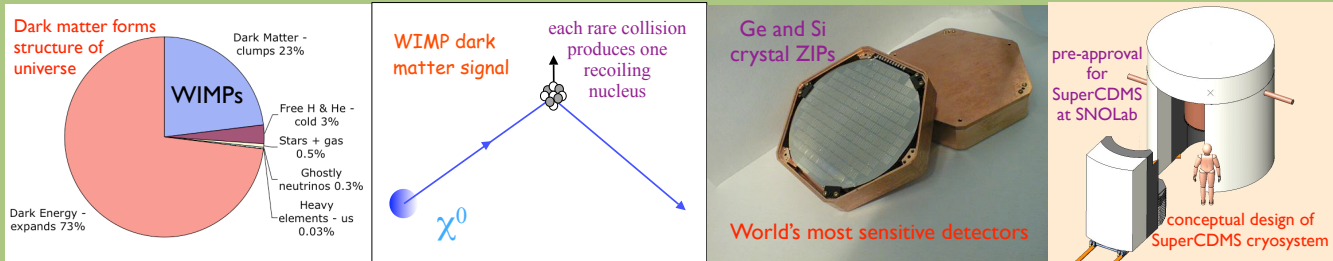 Dark matter forms
structure of
universe
Dark Matter -
clumps 23%
WIMPs
Free H & He -
cold 3%
Stars + gas
0.5%
Ghostly
neutrinos 0.3%
Heavy
elements - us
0.03%
Dark Energy -
expands 73%
WIMP dark
matter signal
each rare collision
produces one
recoiling
nucleus
χ⁰
Ge and Si
crystal ZIPs
World's most sensitive detectors
pre-approval
for
SuperCDMS
at SNOLab
conceptual design of
SuperCDMS cryosystem